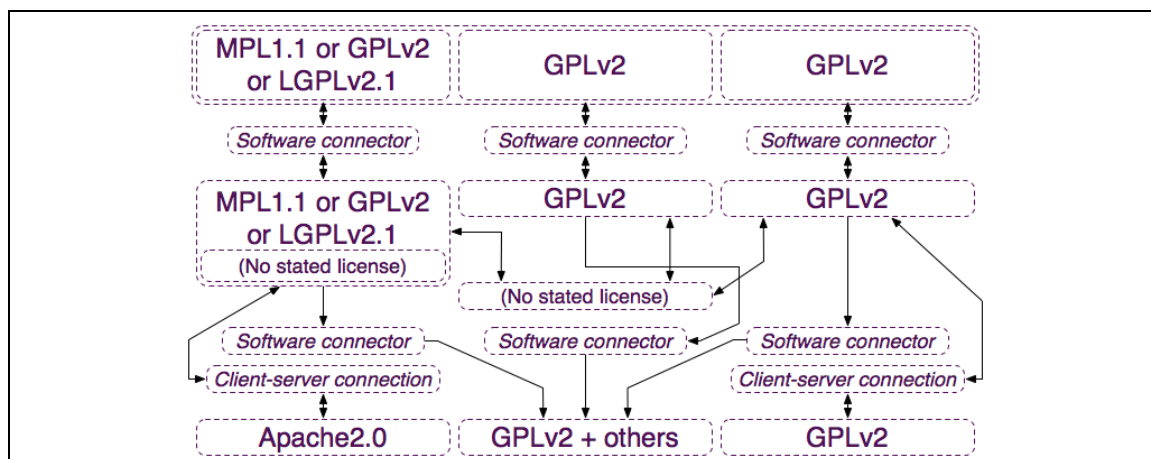 MPL1.1 or GPLv2
or LGPLv2.1
GPLv2
GPLv2
Software connector
Software connector
Software connector
MPL1.1 or GPLv2
or LGPLv2.1
(No stated license)
GPLv2
GPLv2
(No stated license)
Software connector
Software connector
Software connector
Client-server connection
Client-server connection
Apache2.0
GPLv2 + others
GPLv2